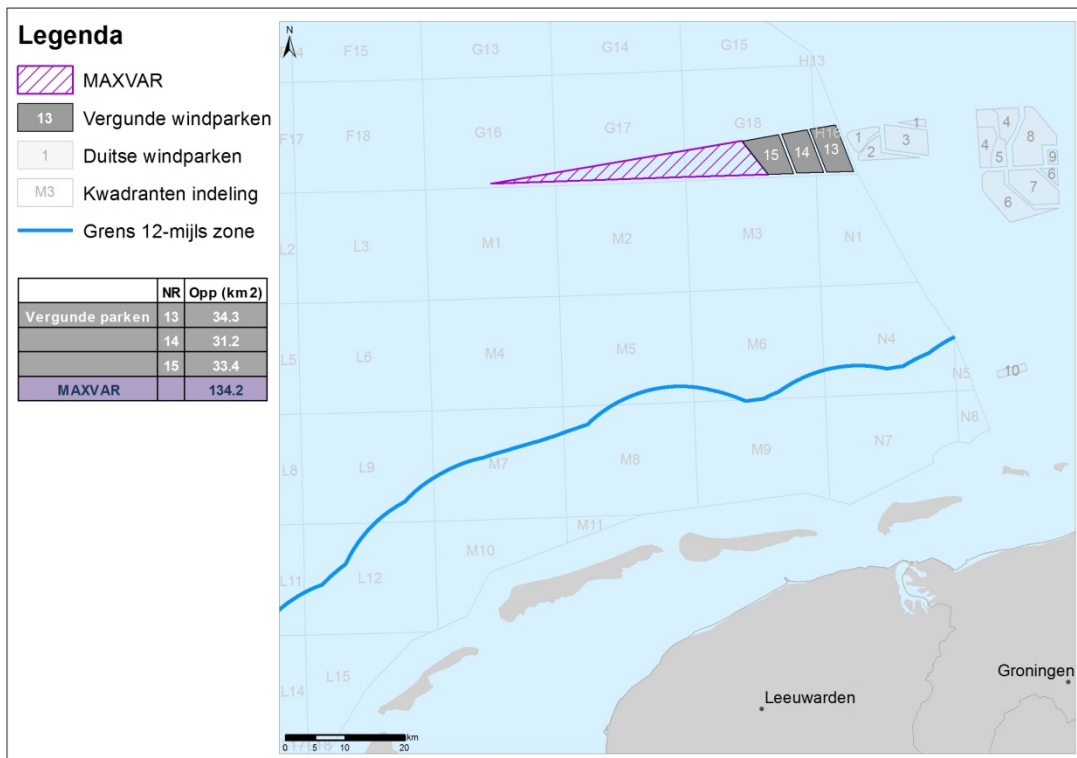 Legenda
MAXVAR
13 Vergunde windparken
1 Duitse windparken
M3 Kwadranten indeling
Grens 12-mijls zone
NR Opp (km2)
Vergunde parken 13 34.3
14 31.2
15 33.4
MAXVAR 134.2
N
F15 G13 G14 G15
H13
F17 F18 G16 G17 G18 H16
15 14 13
1 2 3 1
4 4 5 8 9 6 7 6
L2 L3 M1 M2 M3 N1
L5 L6 M4 M5 M6 N4
N5 10
L8 L9 M7 M8 M9 N7 N8
M11
M10
L11 L12
L14 L15
Groningen
Leeuwarden
km
0 5 10 20